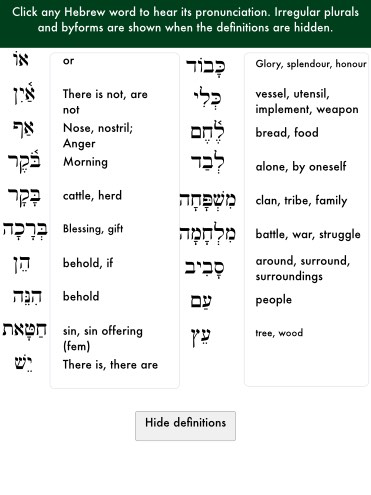 Click any Hebrew word to hear its pronunciation. Irregular plurals
and byforms are shown when the definitions are hidden.
אוֹ or
אַ֫יִן There is not, are
not
אַף Nose, nostril;
Anger
בֹּ֫קֶר Morning
בָּקָר cattle, herd
בְּרָכָה Blessing, gift
הֵן behold, if
הִנֵּה behold
חַטָּאת sin, sin offering
(fem)
יֵשׁ There is, there are
כָּבוֹד Glory, splendour, honour
כְּלִי vessel, utensil,
implement, weapon
לֶ֫חֶם bread, food
לְבַד alone, by oneself
מִשְׁפָּחָה clan, tribe, family
מִלְחָמָה battle, war, struggle
סָבִיב around, surround,
surroundings
עַם people
עֵץ tree, wood
Hide definitions